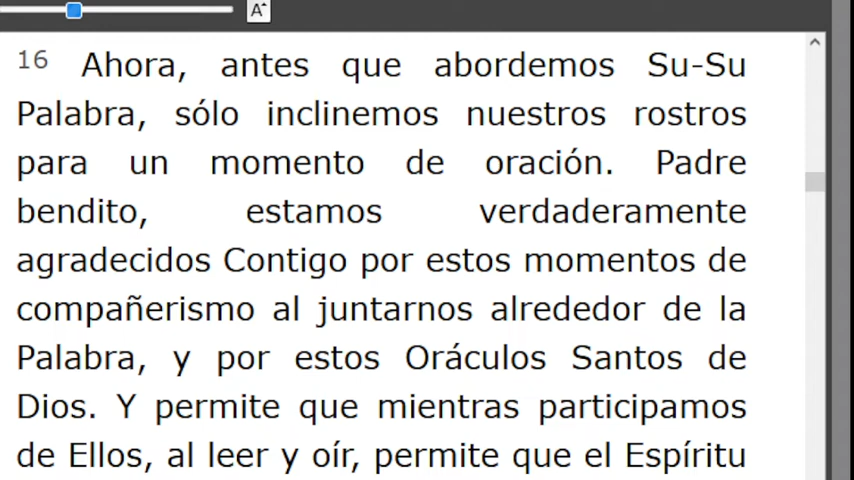 A
16 Ahora, antes que abordemos Su-Su
Palabra, sólo inclinemos nuestros rostros
para un momento de oración. Padre
bendito, estamos verdaderamente
agradecidos Contigo por estos momentos de
compañerismo al juntarnos alrededor de la
Palabra, y por estos Oráculos Santos de
Dios. Y permite que mientras participamos
de Ellos, al leer y oír, permite que el Espíritu